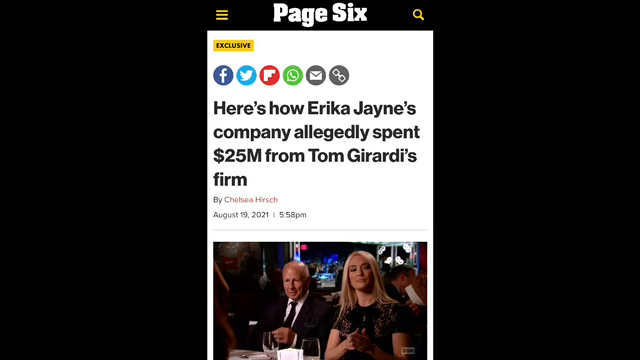 Page Six
EXCLUSIVE
Here's how Erika Jayne's
company allegedly spent
$25M from Tom Girardi's
firm
By Chelsea Hirsch
August 19, 2021 | 5:58pm